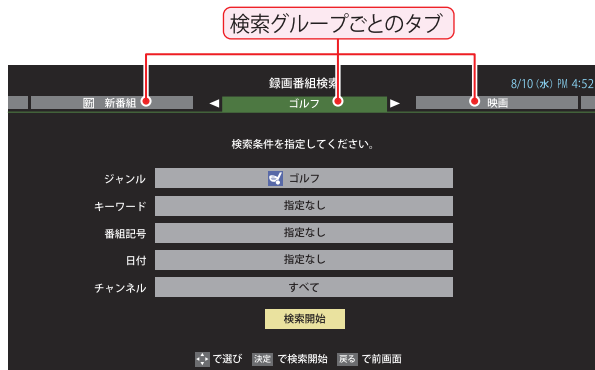 検索グループごとのタブ
録画番組検索
8/10 (水) PM 4:52
新 新番組 ◀ ゴルフ ▶ 映画
検索条件を指定してください。
ジャンル ゴルフ
キーワード 指定なし
番組記号 指定なし
日付 指定なし
チャンネル すべて
検索開始
で選び 決定 で検索開始 戻る で前画面